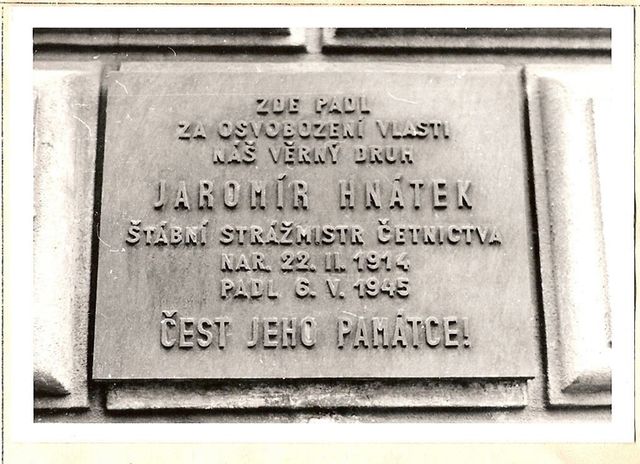 ZDE PADL
ZA OSVOBOZENÍ VLASTI
NÁŠ VĚRNÝ DRUH
JAROMÍR HNÁTEK
ŠTÁBNÍ STRÁŽMISTR ČETNICTVA
NAR. 22. II. 1914
PADL 6. V. 1945
ČEST JEHO PAMÁTCE!